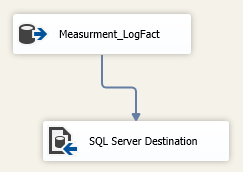 Measurment_LogFact
SQL Server Destination